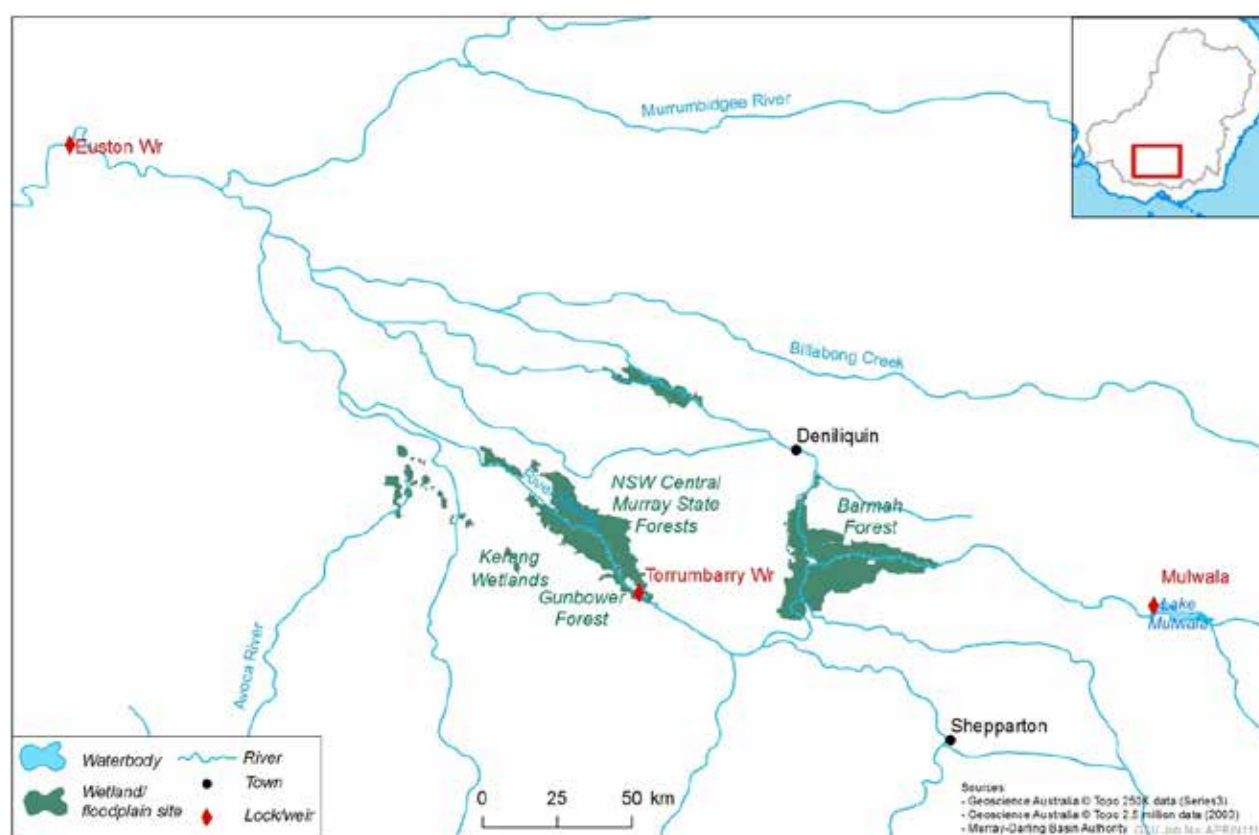 Murrumbidgee River
Euston Wr
Billabong Creek
Deniliquin
NSW Central
Murray State
Forests
Barmah
Forest
River
Kerang
Wetlands
Gunbower
Forest
Torrumbarry Wr
Mulwala
Lake
Mulwala
Avoca River
Shepparton
Waterbody
River
Town
Wetland/
floodplain site
Lock/weir
0 25 50 km
Sources:
- Geoscience Australia © Topo 250K data (Series3)
- Geoscience Australia © Topo 2.5 million data (2003)
- Murray-Darling Basin Authority